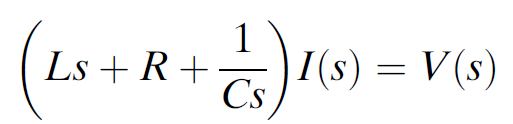 (Ls + R + 1/Cs) I(s) = V(s)